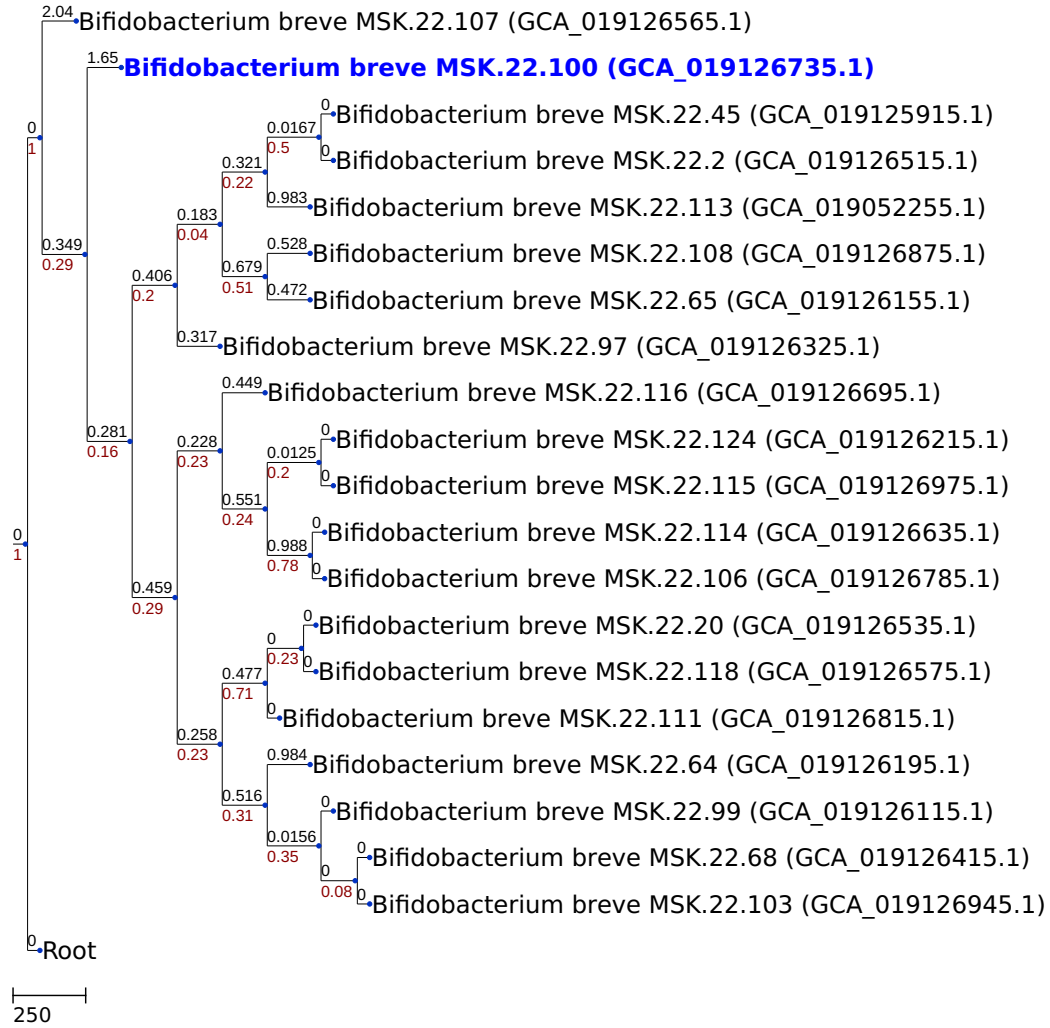 2.04 Bifidobacterium breve MSK.22.107 (GCA_019126565.1)
1.65 Bifidobacterium breve MSK.22.100 (GCA_019126735.1)
0 Bifidobacterium breve MSK.22.45 (GCA_019125915.1)
0
0.0167
1
0.5
0 Bifidobacterium breve MSK.22.2 (GCA_019126515.1)
0.321
0.22
0.983 Bifidobacterium breve MSK.22.113 (GCA_019052255.1)
0.183
0.04
0.528 Bifidobacterium breve MSK.22.108 (GCA_019126875.1)
0.349
0.29
0.679
0.51
0.406
0.2
0.472 Bifidobacterium breve MSK.22.65 (GCA_019126155.1)
0.317 Bifidobacterium breve MSK.22.97 (GCA_019126325.1)
0.449 Bifidobacterium breve MSK.22.116 (GCA_019126695.1)
0.281
0.16
0.228
0.23
0 Bifidobacterium breve MSK.22.124 (GCA_019126215.1)
0.0125
0.2
0 Bifidobacterium breve MSK.22.115 (GCA_019126975.1)
0.551
0.24
0 Bifidobacterium breve MSK.22.114 (GCA_019126635.1)
0
1
0.988
0.78
0 Bifidobacterium breve MSK.22.106 (GCA_019126785.1)
0.459
0.29
0 Bifidobacterium breve MSK.22.20 (GCA_019126535.1)
0
0.23
0 Bifidobacterium breve MSK.22.118 (GCA_019126575.1)
0.477
0.71
0 Bifidobacterium breve MSK.22.111 (GCA_019126815.1)
0.258
0.23
0.984 Bifidobacterium breve MSK.22.64 (GCA_019126195.1)
0.516
0.31
0 Bifidobacterium breve MSK.22.99 (GCA_019126115.1)
0.0156
0.35
0 Bifidobacterium breve MSK.22.68 (GCA_019126415.1)
0
0.08
0 Bifidobacterium breve MSK.22.103 (GCA_019126945.1)
0 Root
250